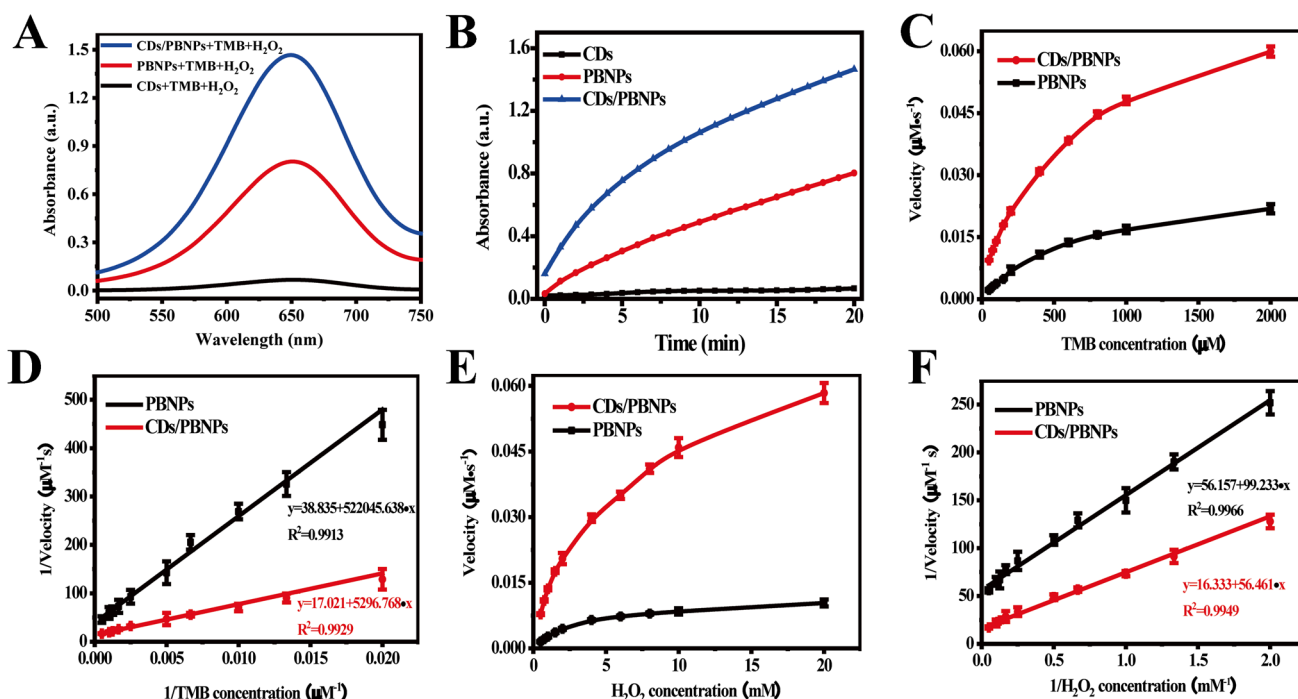 A
CDs/PBNPs+TMB+H₂O₂
PBNPs+TMB+H₂O₂
CDs+TMB+H₂O₂
Absorbance (a.u.)
1.5
1.2
0.9
0.6
0.3
0.0
500 550 600 650 700 750
Wavelength (nm)
B
CDs
PBNPs
CDs/PBNPs
Absorbance (a.u.)
1.6
1.2
0.8
0.4
0.0
0 5 10 15 20
Time (min)
C
CDs/PBNPs
PBNPs
Velocity (μM•s⁻¹)
0.060
0.045
0.030
0.015
0.000
0 500 1000 1500 2000
TMB concentration (μM)
D
PBNPs
CDs/PBNPs
1/Velocity (μM⁻¹ s)
500
400
300
200
100
0
y=38.835+522045.638•x
R²=0.9913
y=17.021+5296.768•x
R²=0.9929
0.000 0.005 0.010 0.015 0.020
1/TMB concentration (μM⁻¹)
E
CDs/PBNPs
PBNPs
Velocity (μM•s⁻¹)
0.060
0.045
0.030
0.015
0.000
0 10 20
H₂O₂ concentration (mM)
F
PBNPs
CDs/PBNPs
1/Velocity (μM⁻¹ s)
250
200
150
100
50
0
y=56.157+99.233•x
R²=0.9966
y=16.333+56.461•x
R²=0.9949
0.0 0.5 1.0 1.5 2.0
1/H₂O₂ concentration (mM⁻¹)